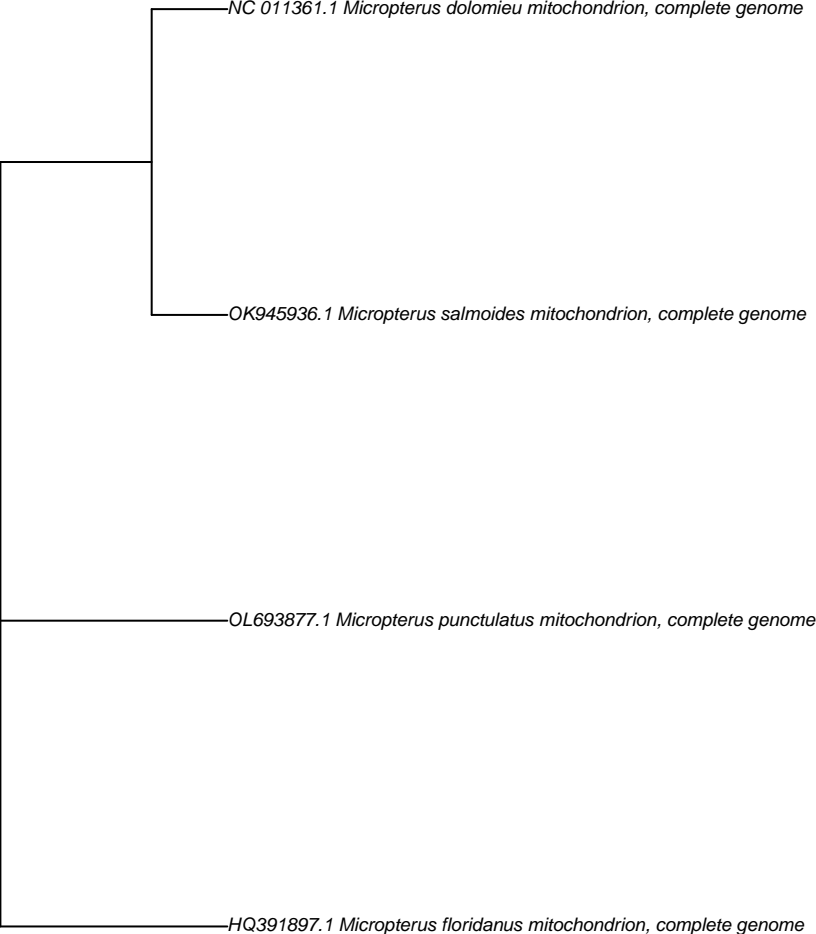 NC 011361.1 Micropterus dolomieu mitochondrion, complete genome
OK945936.1 Micropterus salmoides mitochondrion, complete genome
OL693877.1 Micropterus punctulatus mitochondrion, complete genome
HQ391897.1 Micropterus floridanus mitochondrion, complete genome